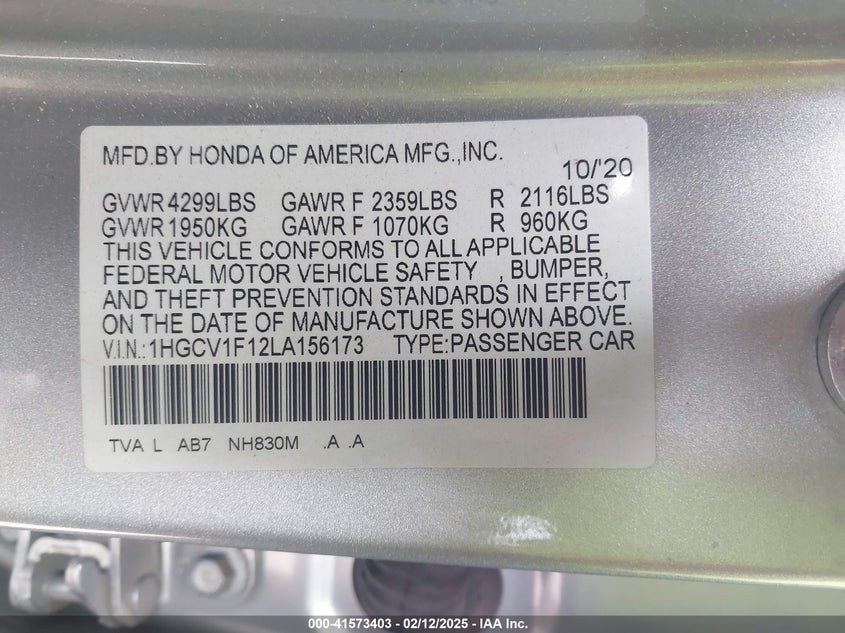 MFD.BY HONDA OF AMERICA MFG.,INC.
10/'20
GVWR 4299LBS GAWR F 2359LBS R 2116LBS
GVWR 1950KG GAWR F 1070KG R 960KG
THIS VEHICLE CONFORMS TO ALL APPLICABLE
FEDERAL MOTOR VEHICLE SAFETY , BUMPER,
AND THEFT PREVENTION STANDARDS IN EFFECT
ON THE DATE OF MANUFACTURE SHOWN ABOVE.
V.I.N.:1HGCV1F12LA156173 TYPE:PASSENGER CAR
TVA L AB7 NH830M .A .A
000-41573403 - 02/12/2025 - IAA Inc.